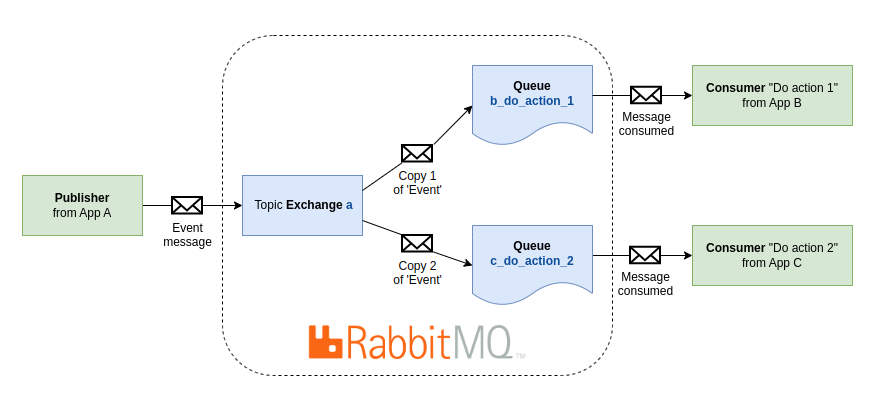 Publisher
from App A
Event
message
Topic Exchange a
Copy 1
of 'Event'
Copy 2
of 'Event'
Queue
b_do_action_1
Queue
c_do_action_2
Message
consumed
Message
consumed
Consumer "Do action 1"
from App B
Consumer "Do action 2"
from App C
RabbitMQ™